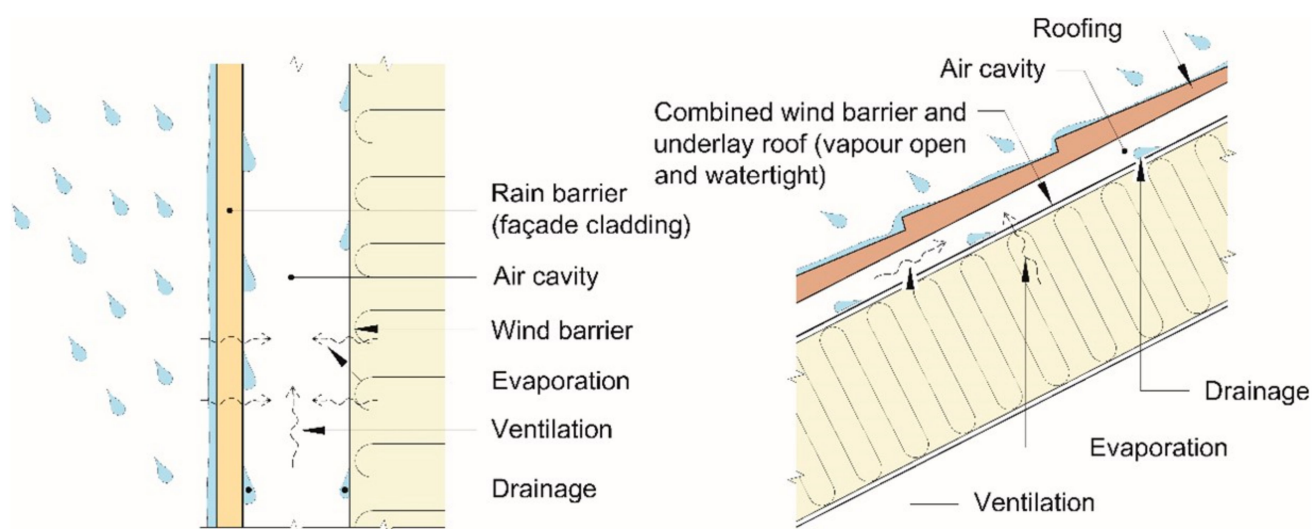 Rain barrier
(façade cladding)
Air cavity
Wind barrier
Evaporation
Ventilation
Drainage
Roofing
Air cavity
Combined wind barrier and
underlay roof (vapour open
and watertight)
Drainage
Evaporation
Ventilation